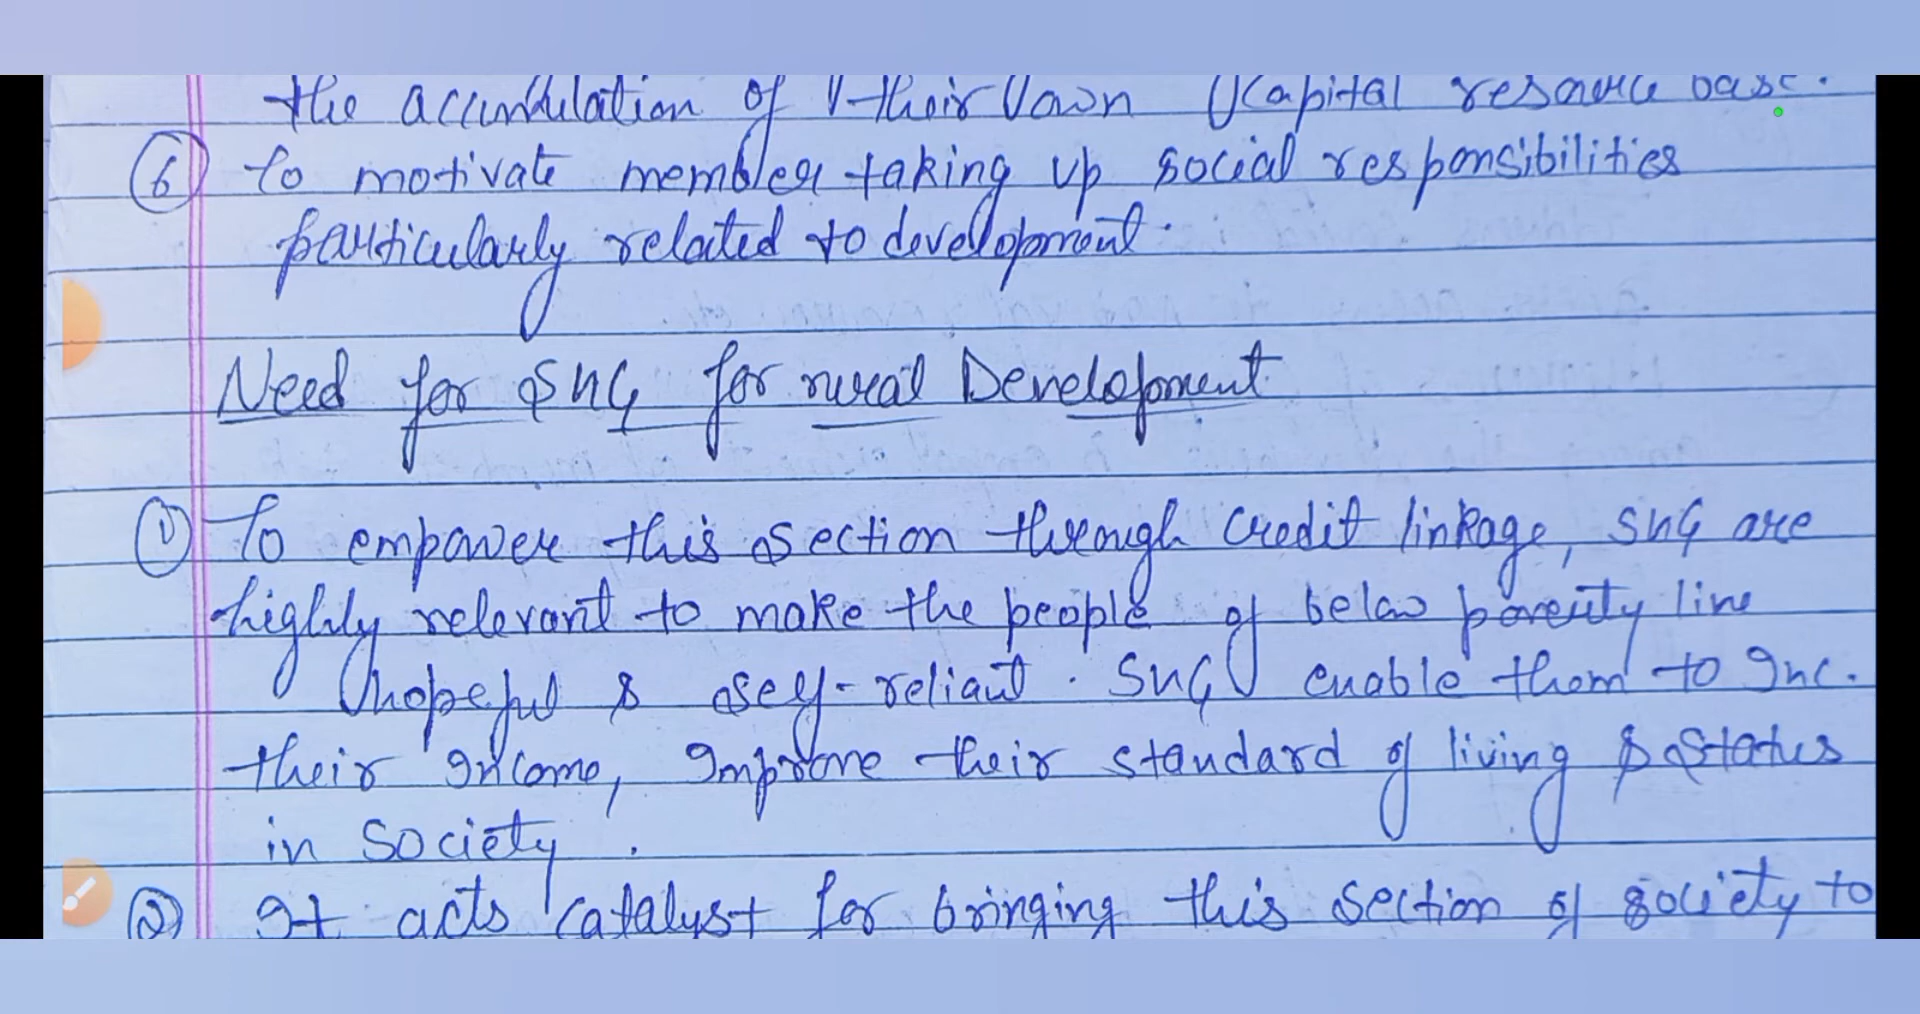 the accumulation of their own capital resource base.
⑥ To motivate member taking up social responsibilities
particularly related to development.
Need for SHG for rural Development
① To empower this section through credit linkage, SHG are
highly relevant to make the people of below poverty line
hopeful & self-reliant. SHG enable them to Inc.
their Income, Improve their standard of living & status
in society.
② It acts catalyst for bringing this section of society to